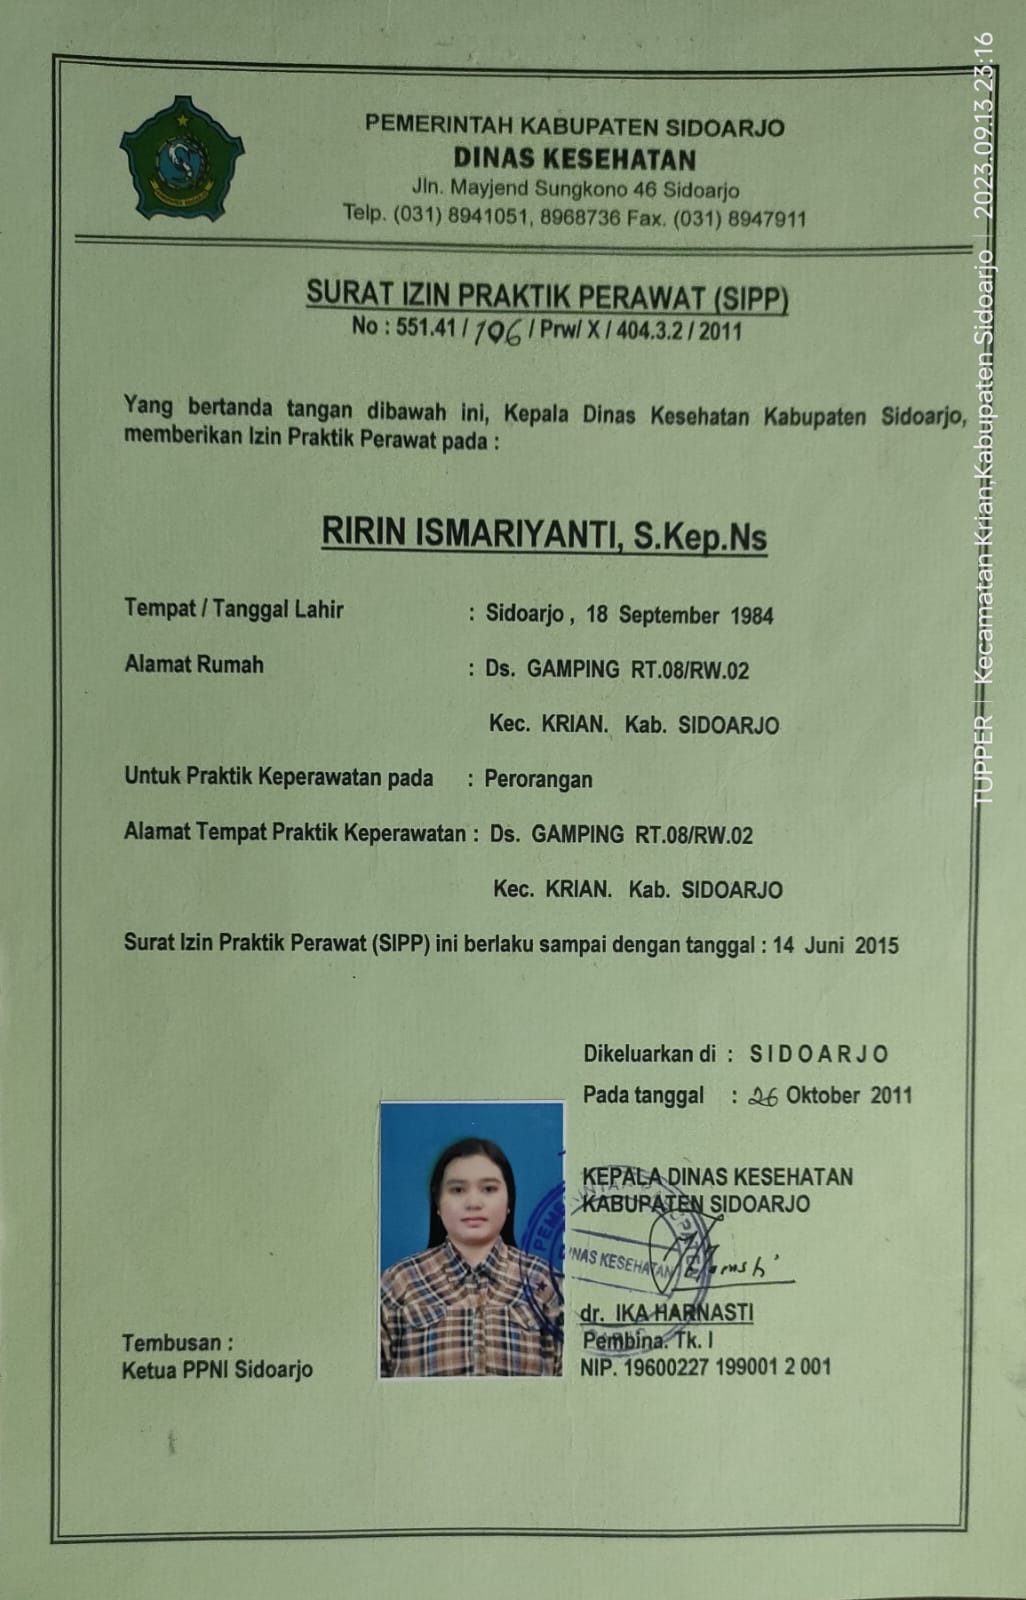 PEMERINTAH KABUPATEN SIDOARJO
DINAS KESEHATAN
Jln. Mayjend Sungkono 46 Sidoarjo
Telp. (031) 8941051, 8968736 Fax. (031) 8947911
SURAT IZIN PRAKTIK PERAWAT (SIPP)
No : 551.41 / 106 / Prw/ X / 404.3.2 / 2011
Yang bertanda tangan dibawah ini, Kepala Dinas Kesehatan Kabupaten Sidoarjo,
memberikan Izin Praktik Perawat pada :
RIRIN ISMARIYANTI, S.Kep.Ns
Tempat / Tanggal Lahir : Sidoarjo , 18 September 1984
Alamat Rumah : Ds. GAMPING RT.08/RW.02
Kec. KRIAN. Kab. SIDOARJO
Untuk Praktik Keperawatan pada : Perorangan
Alamat Tempat Praktik Keperawatan : Ds. GAMPING RT.08/RW.02
Kec. KRIAN. Kab. SIDOARJO
Surat Izin Praktik Perawat (SIPP) ini berlaku sampai dengan tanggal : 14 Juni 2015
Dikeluarkan di : SIDOARJO
Pada tanggal : 26 Oktober 2011
KEPALA DINAS KESEHATAN
KABUPATEN SIDOARJO
DINAS KESEHATAN
dr. IKA HARNASTI
Pembina. Tk. I
NIP. 19600227 199001 2 001
Tembusan :
Ketua PPNI Sidoarjo
TUPPER | Kecamatan Krian,Kabupaten Sidoarjo | 2023.09.13 23:16